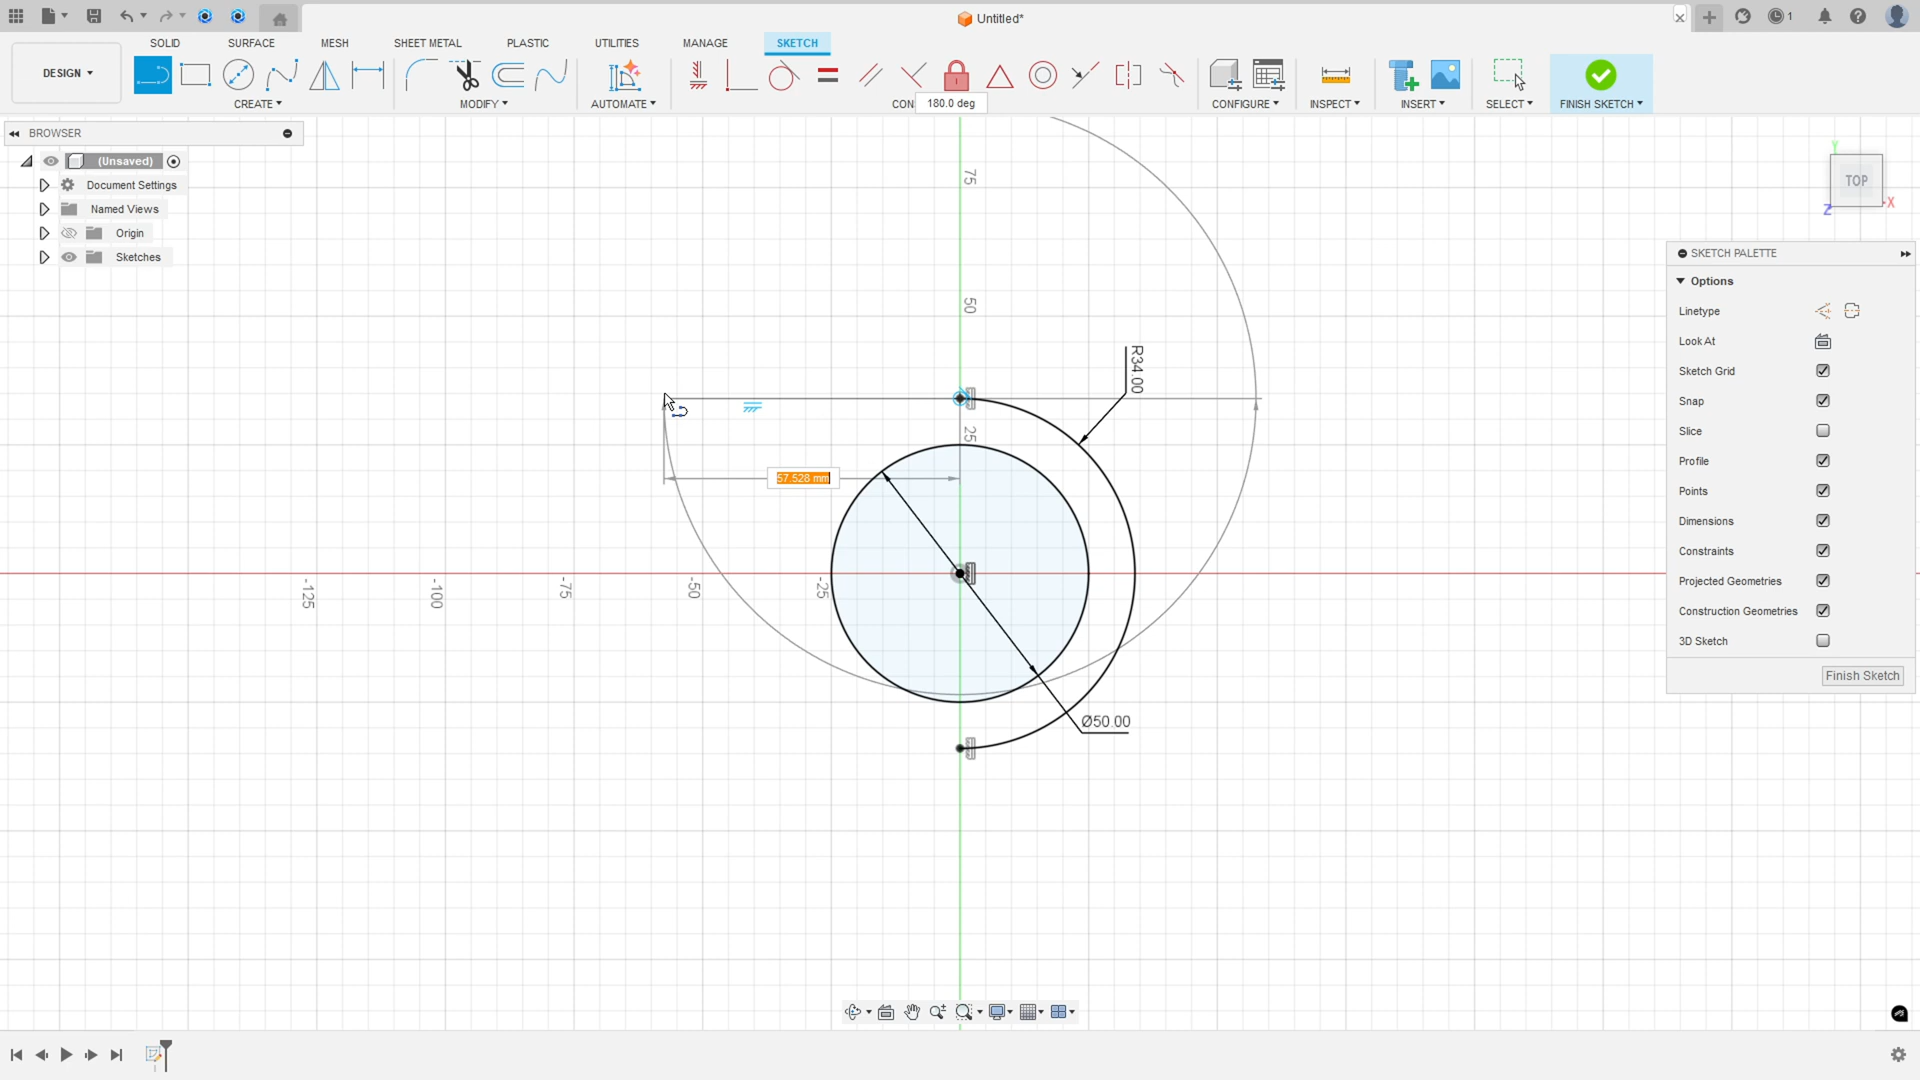 Untitled*
1
DESIGN
SOLID
SURFACE
MESH
SHEET METAL
PLASTIC
UTILITIES
MANAGE
SKETCH
CREATE
MODIFY
AUTOMATE
CON
180.0 deg
CONFIGURE
INSPECT
INSERT
SELECT
FINISH SKETCH
BROWSER
(Unsaved)
Document Settings
Named Views
Origin
Sketches
TOP
Y
X
Z
75
50
25
-125
-100
-75
-50
-25
R34.00
57.528 mm
Ø50.00
SKETCH PALETTE
Options
Linetype
Look At
Sketch Grid
Snap
Slice
Profile
Points
Dimensions
Constraints
Projected Geometries
Construction Geometries
3D Sketch
Finish Sketch